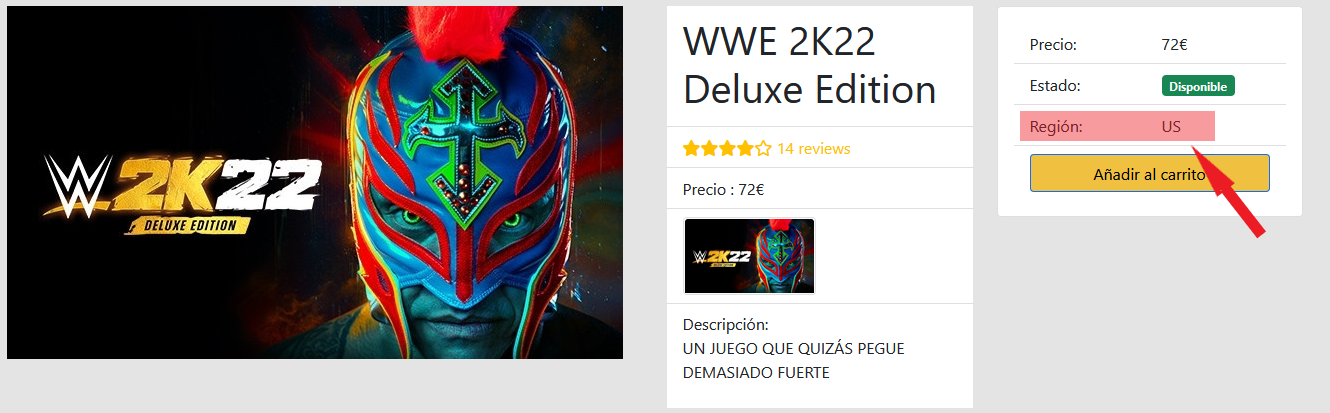 W 2K22
DELUXE EDITION
WWE 2K22
Deluxe Edition
14 reviews
Precio : 72€
W 2K22
Descripción:
UN JUEGO QUE QUIZÁS PEGUE
DEMASIADO FUERTE
Precio: 72€
Estado: Disponible
Región: US
Añadir al carrito